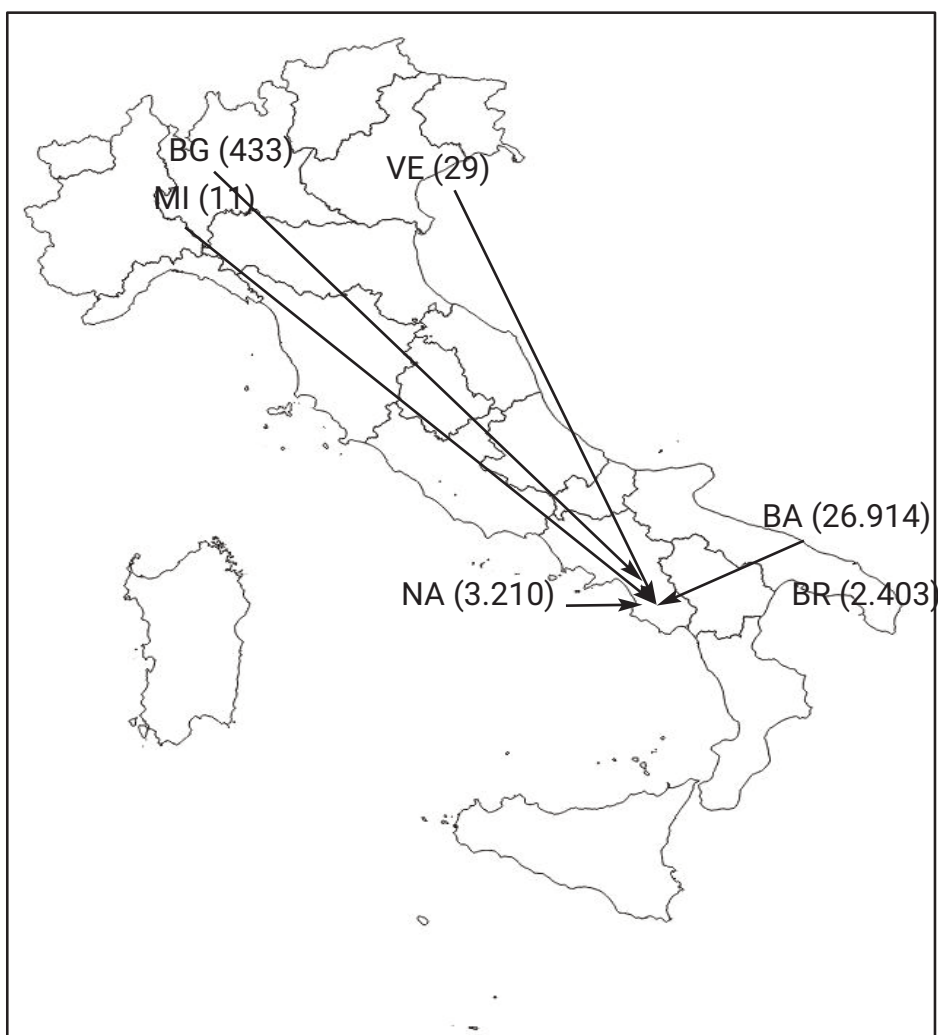 BG (433)
VE (29)
MI (11)
BA (26.914)
NA (3.210)
BR (2.403)